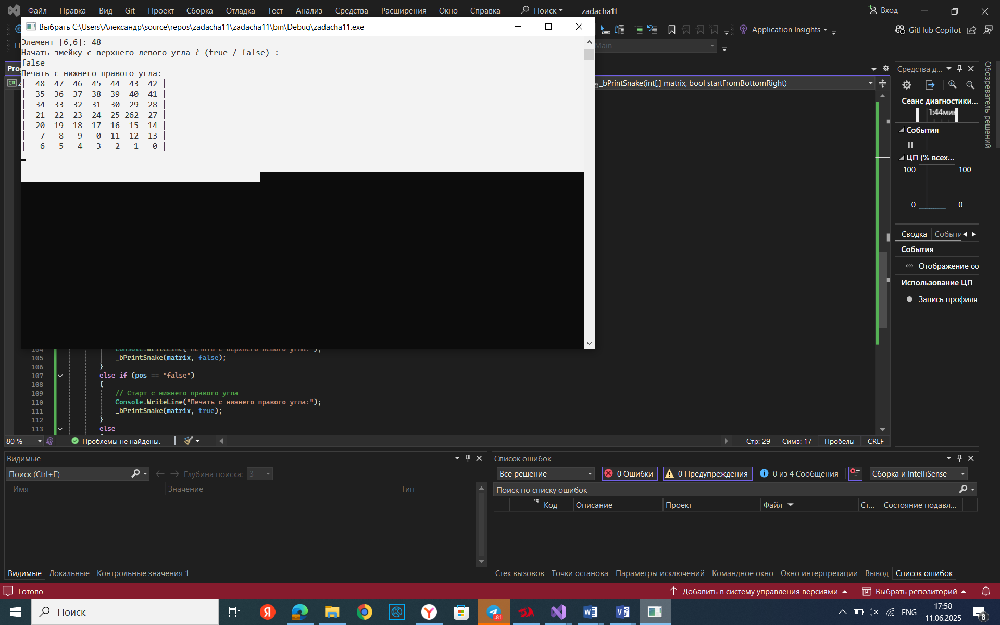 Файл Правка Вид Git Проект Сборка Отладка Тест Анализ Средства Расширения Окно Справка Поиск zadacha11 Вход
Выбрать C:\Users\Александр\source\repos\zadacha11\zadacha11\bin\Debug\zadacha11.exe
Application Insights GitHub Copilot
Main
Элемент [6,6]: 48
Начать змейку с верхнего левого угла ? (true / false) :
false
Печать с нижнего правого угла:
| 48 47 46 45 44 43 42 |
| 35 36 37 38 39 40 41 |
| 34 33 32 31 30 29 28 |
| 21 22 23 24 25 262 27 |
| 20 19 18 17 16 15 14 |
| 7 8 9 0 11 12 13 |
| 6 5 4 3 2 1 0 |
_bPrintSnake(int[,] matrix, bool startFromBottomRight)
Средства д...
Сеанс диагностики...
1:44мин
События
ЦП (% всех...
100 100
0 0
Сводка Событи
События
Отображение со
Использование ЦП
Запись профиля
Обозреватель решений
104 Console.WriteLine("Печать с верхнего левого угла:");
105 _bPrintSnake(matrix, false);
106 }
107 else if (pos == "false")
108 {
109 // Старт с нижнего правого угла
110 Console.WriteLine("Печать с нижнего правого угла:");
111 _bPrintSnake(matrix, true);
112 }
113 else
80 % Проблемы не найдены. Стр: 29 Симв: 17 Пробелы CRLF
Видимые
Поиск (Ctrl+E) Глубина поиска: 3
Имя Значение Тип
Видимые Локальные Контрольные значения 1
Список ошибок
Все решение 0 Ошибки 0 Предупреждения 0 из 4 Сообщения Сборка и IntelliSense
Поиск по списку ошибок
Код Описание Проект Файл Ст... Состояние подавл...
Стек вызовов Точки останова Параметры исключений Командное окно Окно интерпретации Вывод Список ошибок
Готово Добавить в систему управления версиями Выбрать репозиторий
Поиск
..81
ENG
17:58
11.06.2025
8